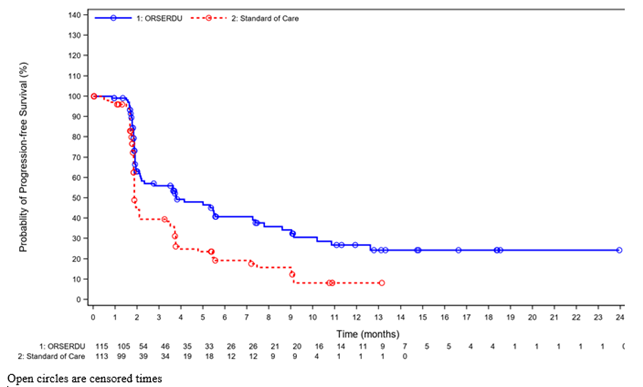 1: ORSERDU 2: Standard of Care
Probability of Progression-free Survival (%)
140
130
120
110
100
90
80
70
60
50
40
30
20
10
0
0 1 2 3 4 5 6 7 8 9 10 11 12 13 14 15 16 17 18 19 20 21 22 23 24
Time (months)
1: ORSERDU 115 105 54 46 35 33 26 26 21 20 16 14 11 9 7 5 5 4 4 1 1 1 1 1 0
2: Standard of Care 113 99 39 34 19 18 12 12 9 9 4 1 1 1 0
Open circles are censored times